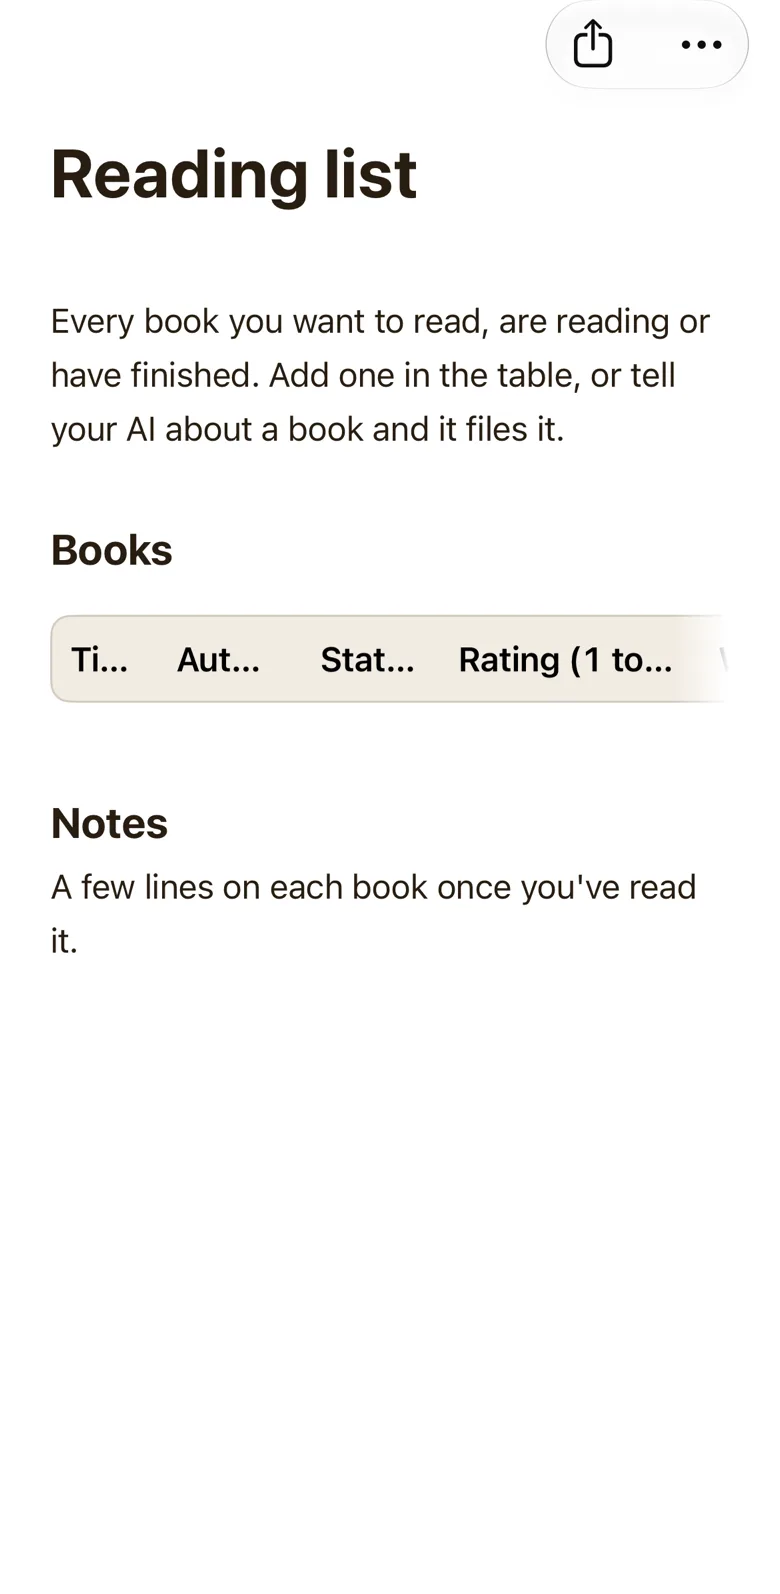 Reading list
Every book you want to read, are reading or
have finished. Add one in the table, or tell
your AI about a book and it files it.
Books
Ti... Aut... Stat... Rating (1 to...
Notes
A few lines on each book once you've read
it.